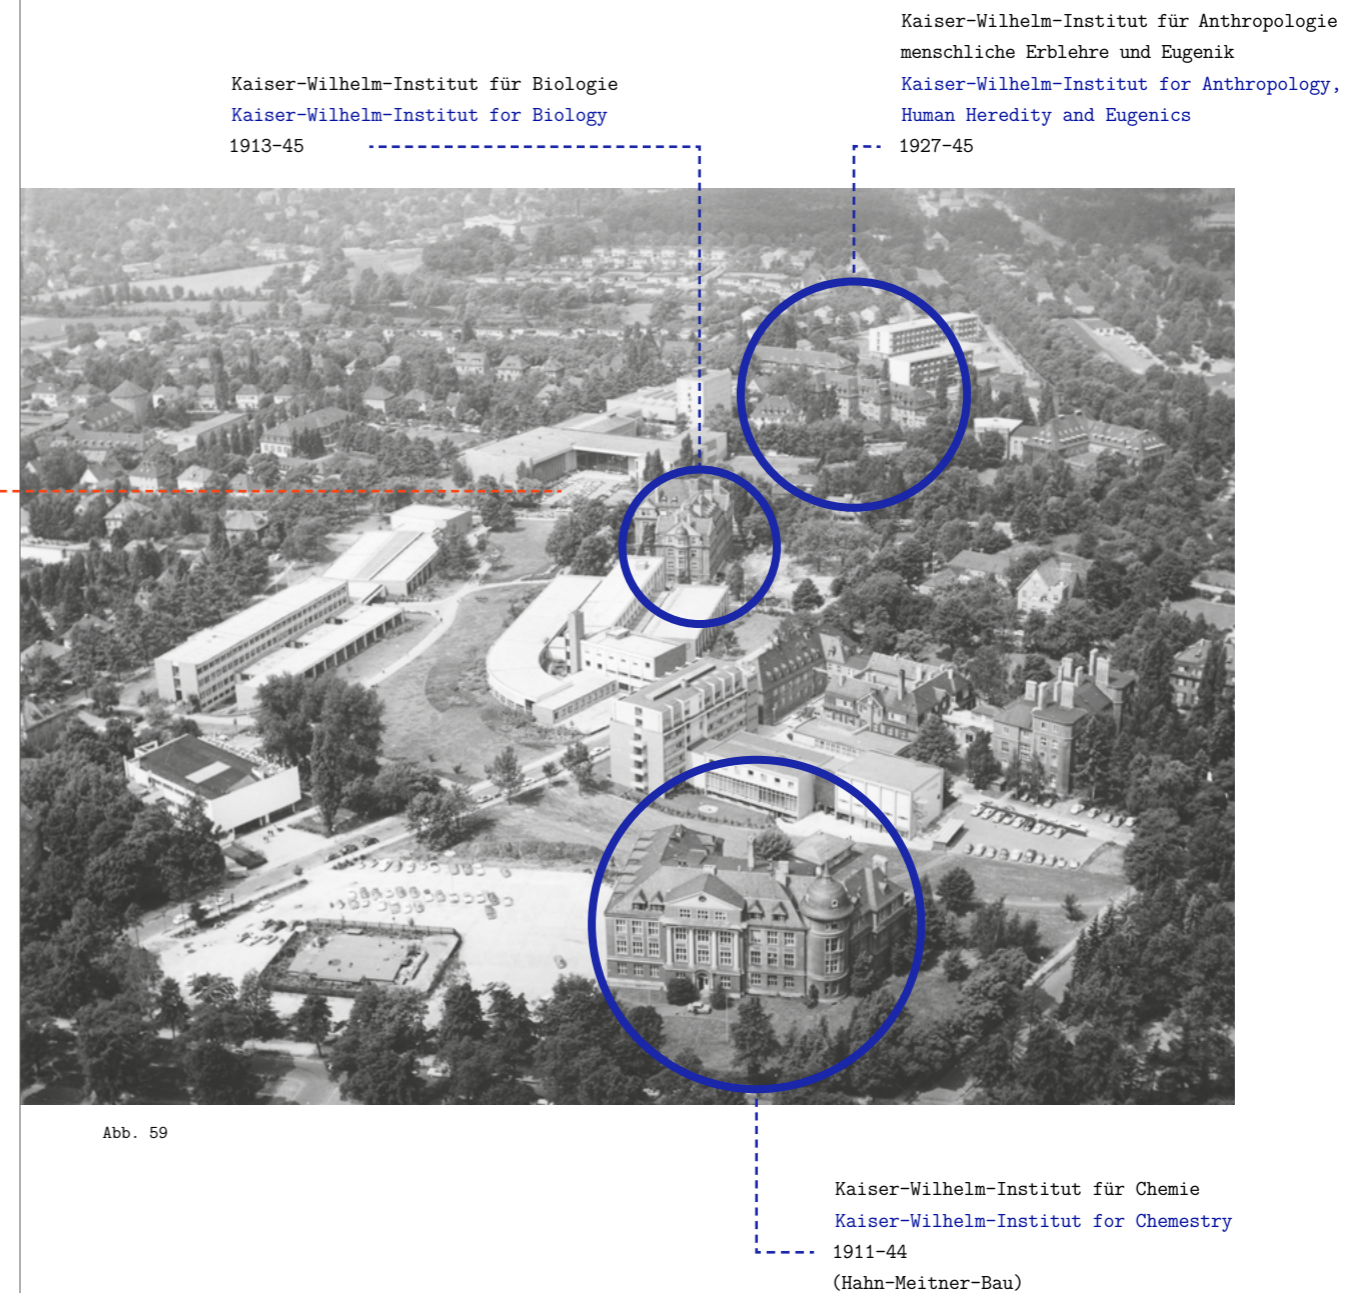 Kaiser-Wilhelm-Institut für Anthropologie
menschliche Erblehre und Eugenik
Kaiser-Wilhelm-Institut for Anthropology,
Human Heredity and Eugenics
1927-45
Kaiser-Wilhelm-Institut für Biologie
Kaiser-Wilhelm-Institut for Biology
1913-45
Abb. 59
Kaiser-Wilhelm-Institut für Chemie
Kaiser-Wilhelm-Institut for Chemestry
1911-44
(Hahn-Meitner-Bau)